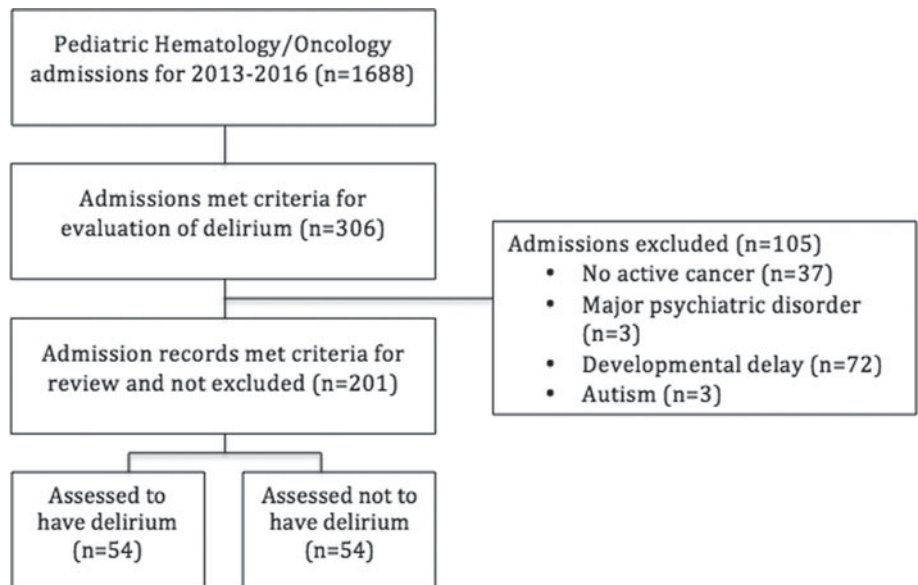 Pediatric Hematology/Oncology
admissions for 2013-2016 (n=1688)
Admissions met criteria for
evaluation of delirium (n=306)
Admissions excluded (n=105)
• No active cancer (n=37)
• Major psychiatric disorder
(n=3)
• Developmental delay (n=72)
• Autism (n=3)
Admission records met criteria for
review and not excluded (n=201)
Assessed to
have delirium
(n=54)
Assessed not to
have delirium
(n=54)